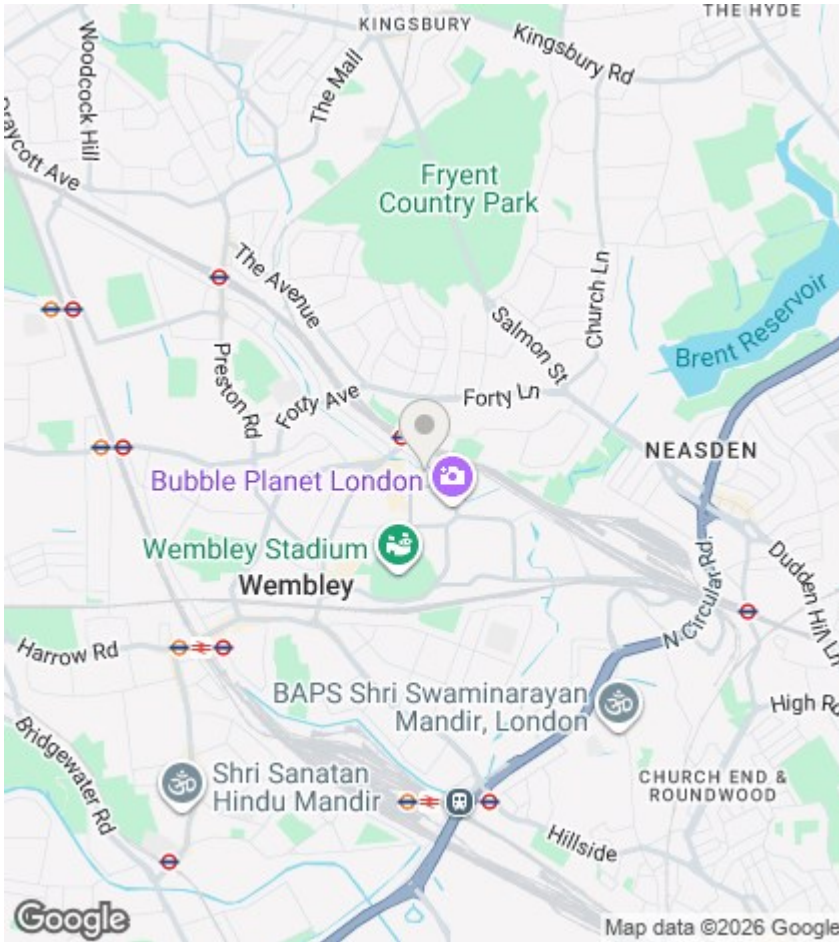 KINGSBURY
THE HYDE
Woodcock Hill
The Mall
Kingsbury Rd
Draycott Ave
Fryent
Country Park
The Avenue
Church Ln
Salmon St
Brent Reservoir
Preston Rd
Forty Ave
Forty Ln
NEASDEN
Bubble Planet London
Wembley Stadium
Wembley
N Circular Rd
Dudden Hill Ln
Harrow Rd
BAPS Shri Swaminarayan
Mandir, London
High Rd
Bridgewater Rd
Shri Sanatan
Hindu Mandir
CHURCH END &
ROUNDWOOD
Hillside
Google
Map data ©2026 Google